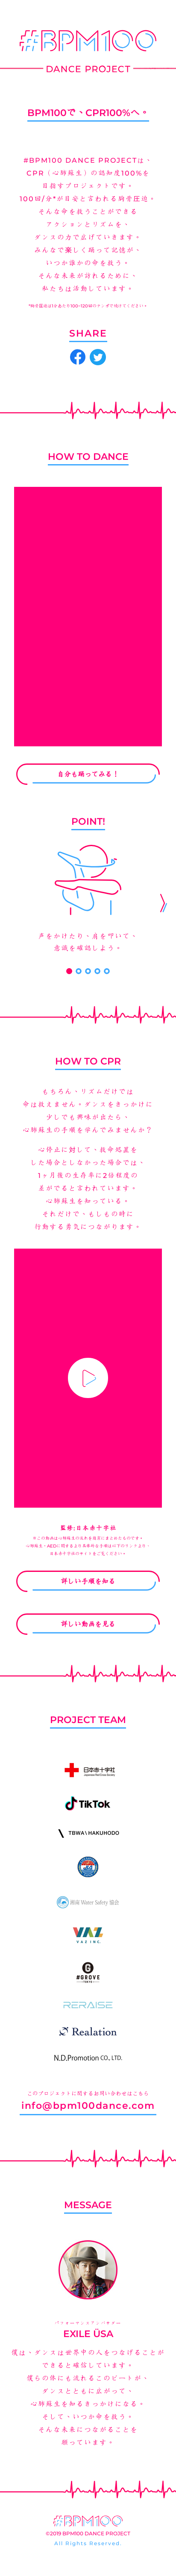 #BPM100
DANCE PROJECT
BPM100で、CPR100%へ。
#BPM100 DANCE PROJECTは、
CPR(心肺蘇生)の認知度100%を
目指すプロジェクトです。
100回/分*が目安と言われる胸骨圧迫。
そんな命を救うことができる
アクションとリズムを、
ダンスの力で広げていきます。
みんなで楽しく踊って記憶が、
いつか誰かの命を救う。
そんな未来が訪れるために、
私たちは活動しています。
*胸骨圧迫は1分あたり100-120回のテンポで続けてください。
SHARE
HOW TO DANCE
自分も踊ってみる!
POINT!
声をかけたり、肩を叩いて、
意識を確認しよう。
HOW TO CPR
もちろん、リズムだけでは
命は救えません。ダンスをきっかけに
少しでも興味が出たら、
心肺蘇生の手順を学んでみませんか?
心停止に対して、救命処置を
した場合としなかった場合では、
1ヶ月後の生存率に2倍程度の
差がでると言われています。
心肺蘇生を知っている。
それだけで、もしもの時に
行動する勇気につながります。
監修:日本赤十字社
詳しい手順を知る
詳しい動画を見る
PROJECT TEAM
日本赤十字社
Japanese Red Cross Society
TikTok
TBWA\HAKUHODO
Water Safety 協会
VAZ
VAZ INC.
#GROVE
RERAISE
Realation
N.D.Promotion CO., LTD.
このプロジェクトに関するお問い合わせはこちら
info@bpm100dance.com
MESSAGE
EXILE ÜSA
僕は、ダンスは世界中の人をつなげることが
できると確信しています。
僕らの体にも流れるこのビートが、
ダンスとともに広がって、
心肺蘇生を知るきっかけになる。
そして、いつか命を救う。
そんな未来につながることを
願っています。
#BPM100
©2019 BPM100 DANCE PROJECT
All Rights Reserved.